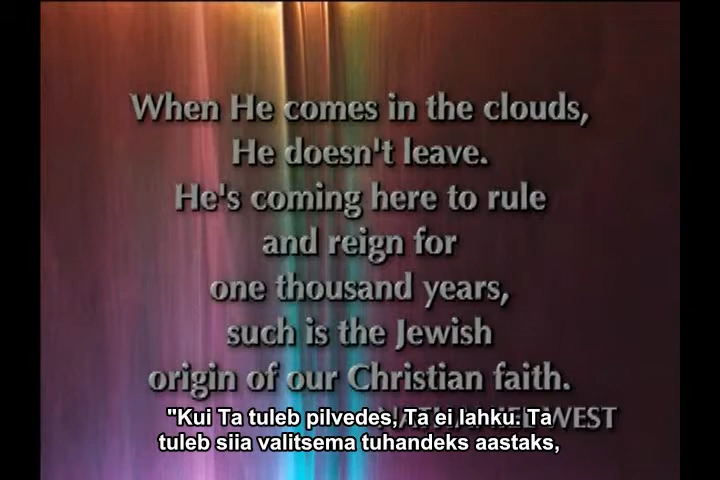 When He comes in the clouds,
He doesn't leave.
He's coming here to rule
and reign for
one thousand years,
such is the Jewish
origin of our Christian faith.
WEST
"Kui Ta tuleb pilvedes, Ta ei lahku. Ta
tuleb siia valitsema tuhandeks aastaks,